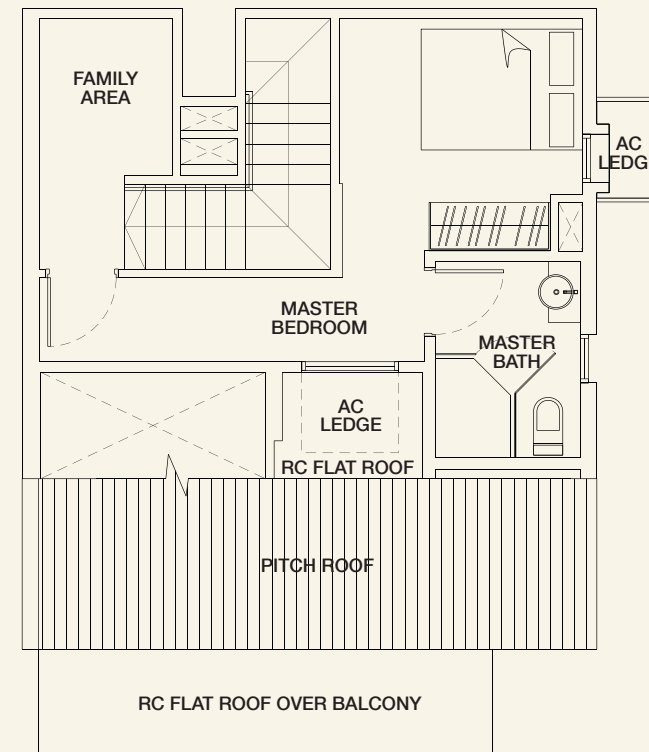 FAMILY
AREA
AC
LEDG
MASTER
BEDROOM
MASTER
BATH
AC
LEDGE
RC FLAT ROOF
PITCH ROOF
RC FLAT ROOF OVER BALCONY